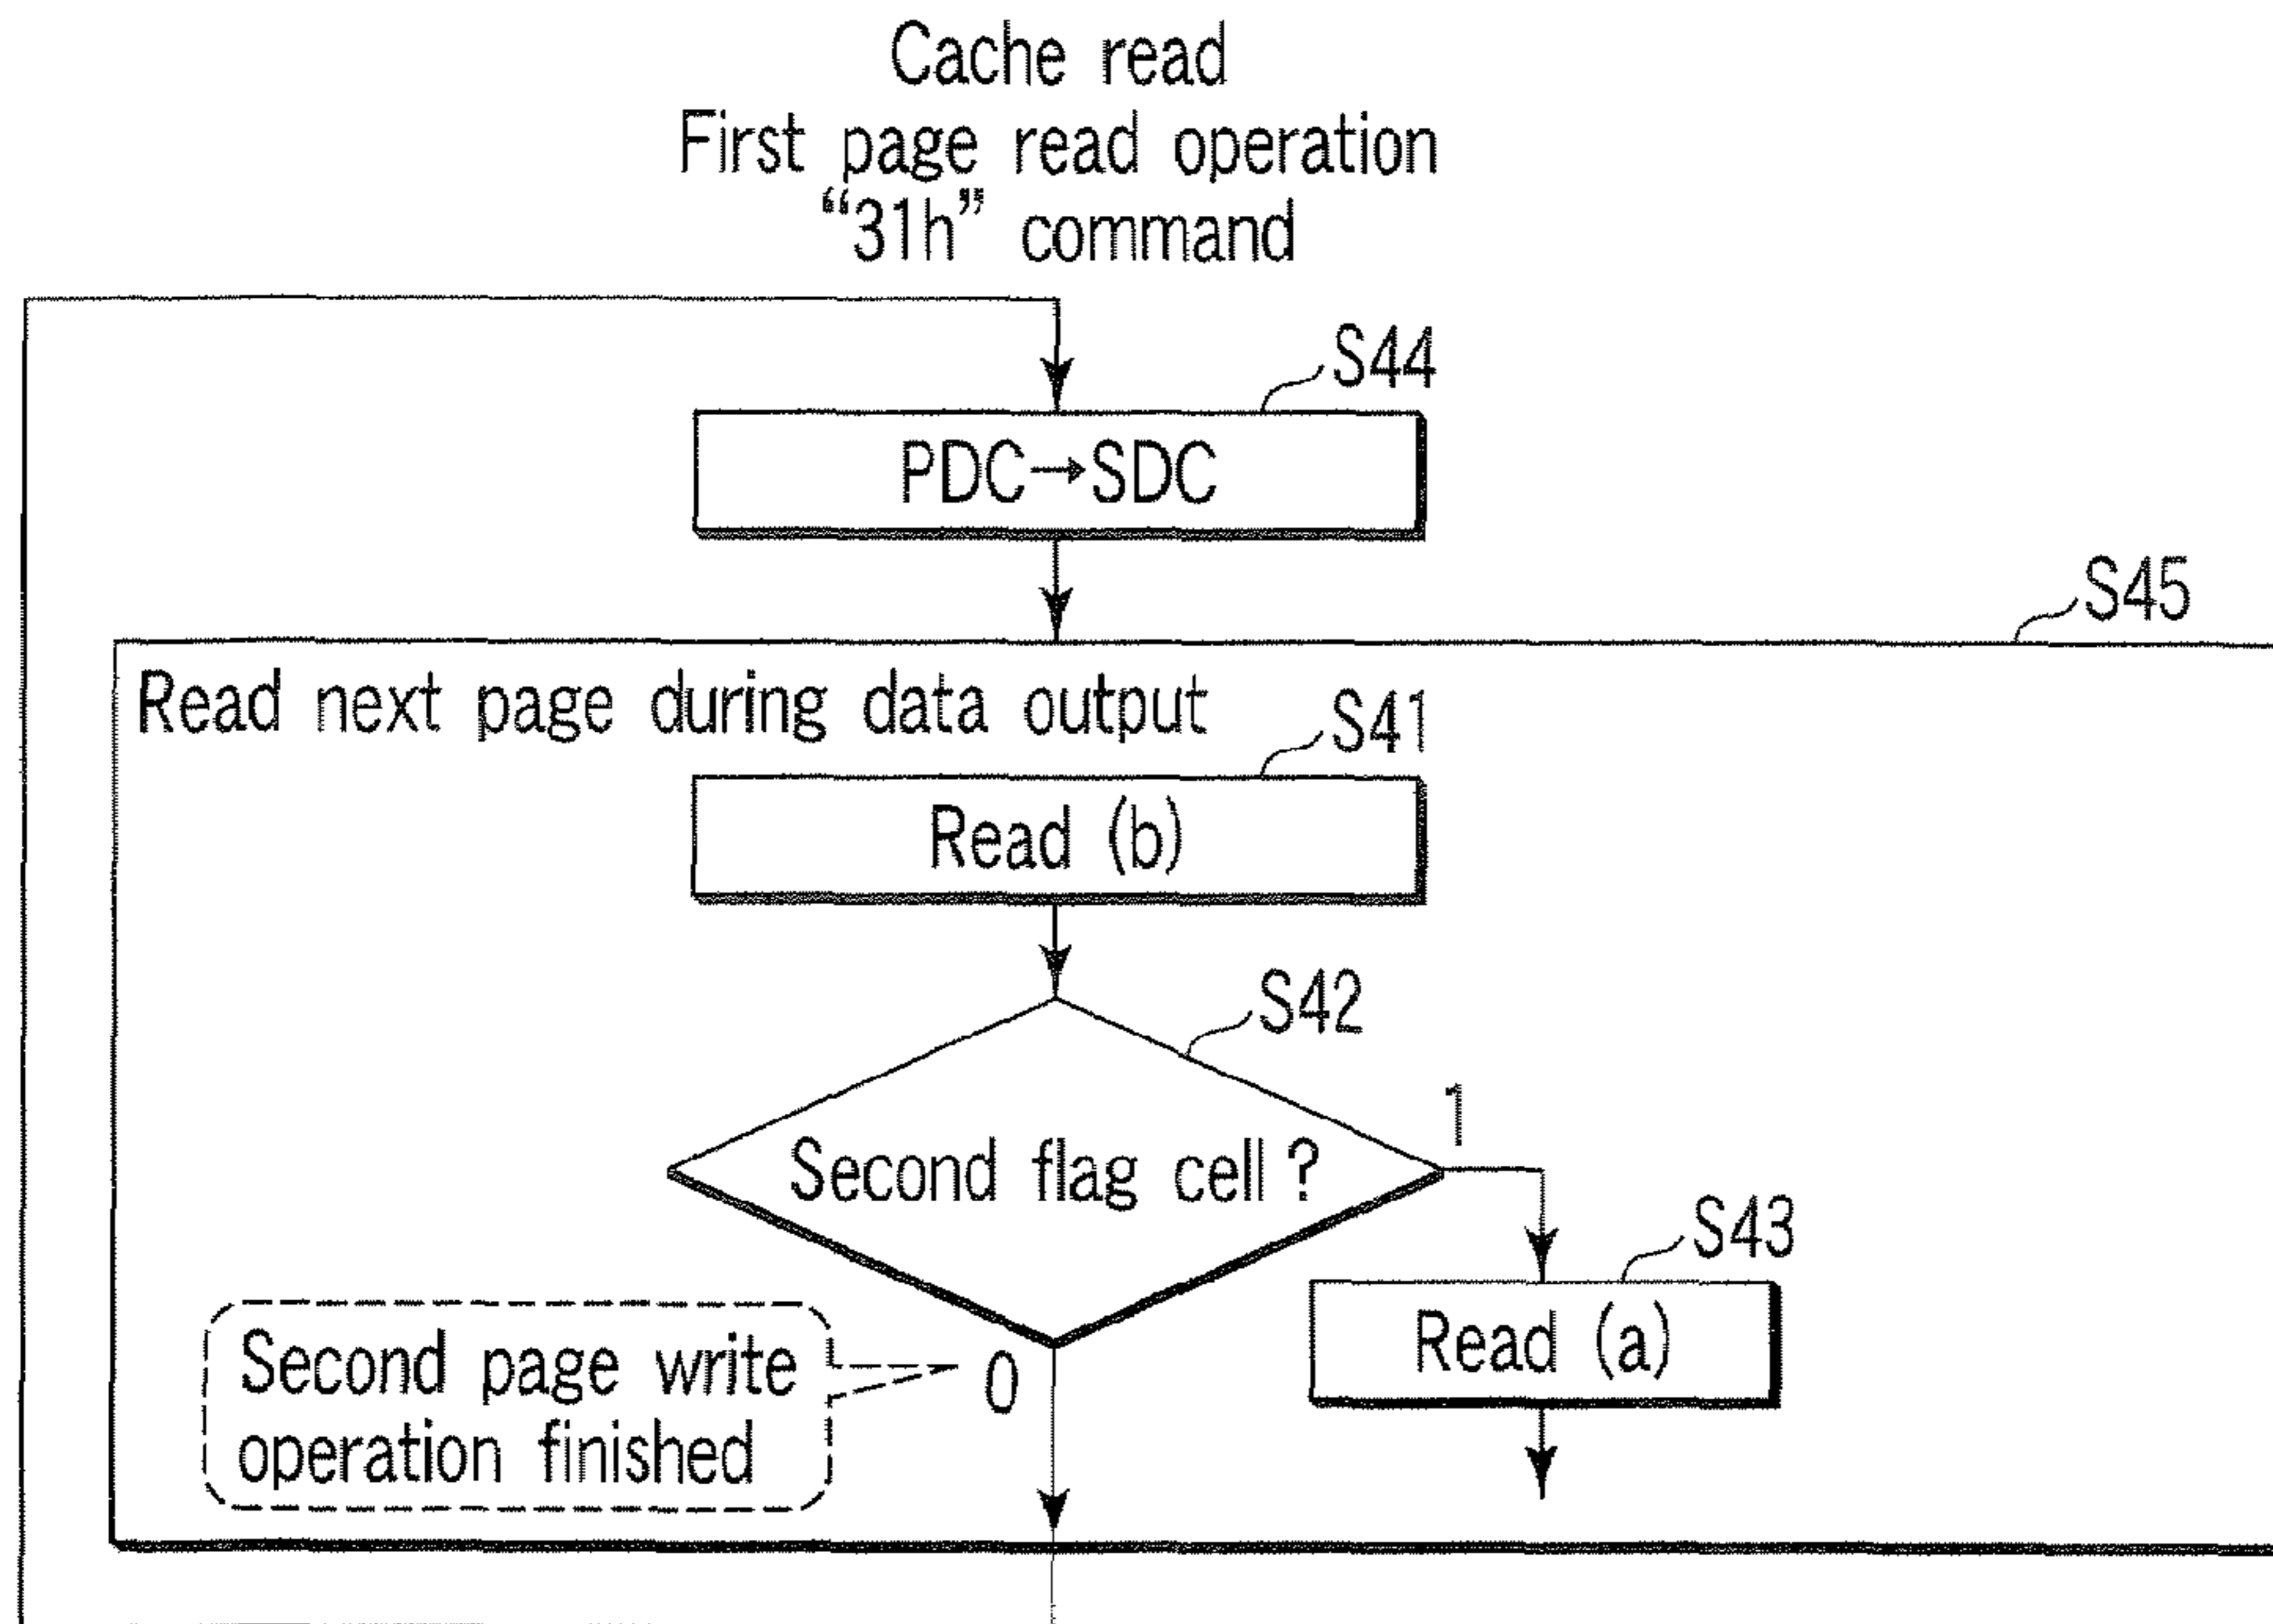 Cache read
First page read operation
“31h” command
S44
PDC→SDC
S45
Read next page during data output
S41
Read (b)
S42
1
Second flag cell?
S43
Read (a)
Second page write
operation finished
0